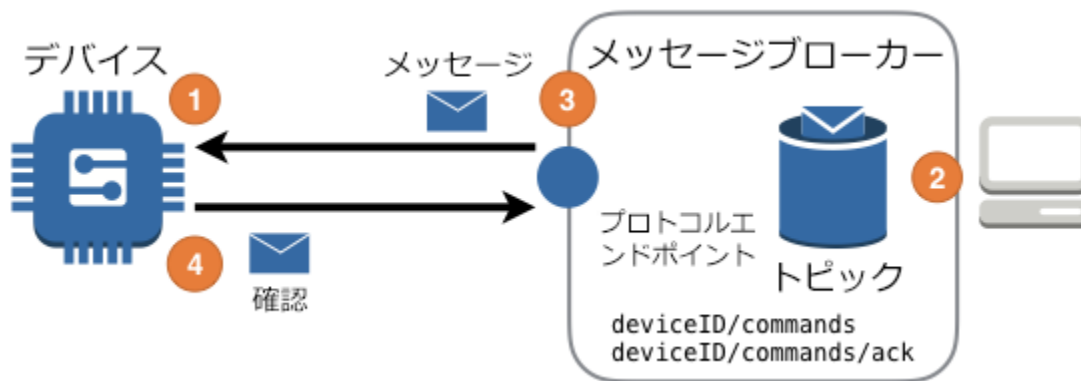 デバイス
1
メッセージ
3
メッセージブローカー
2
プロトコルエ
ンドポイント
トピック
4
確認
deviceID/commands
deviceID/commands/ack